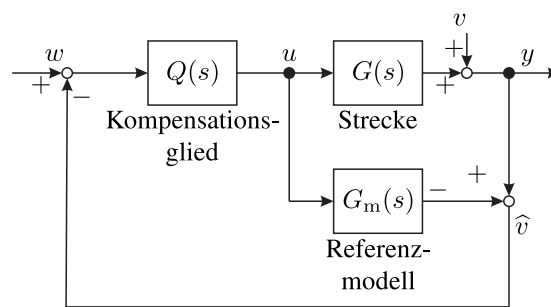 v
w
u
y
+
Q(s)
G(s)
+
+
−
Kompensations-
glied
Strecke
G_m(s)
−
+
v̂
Referenz-
modell